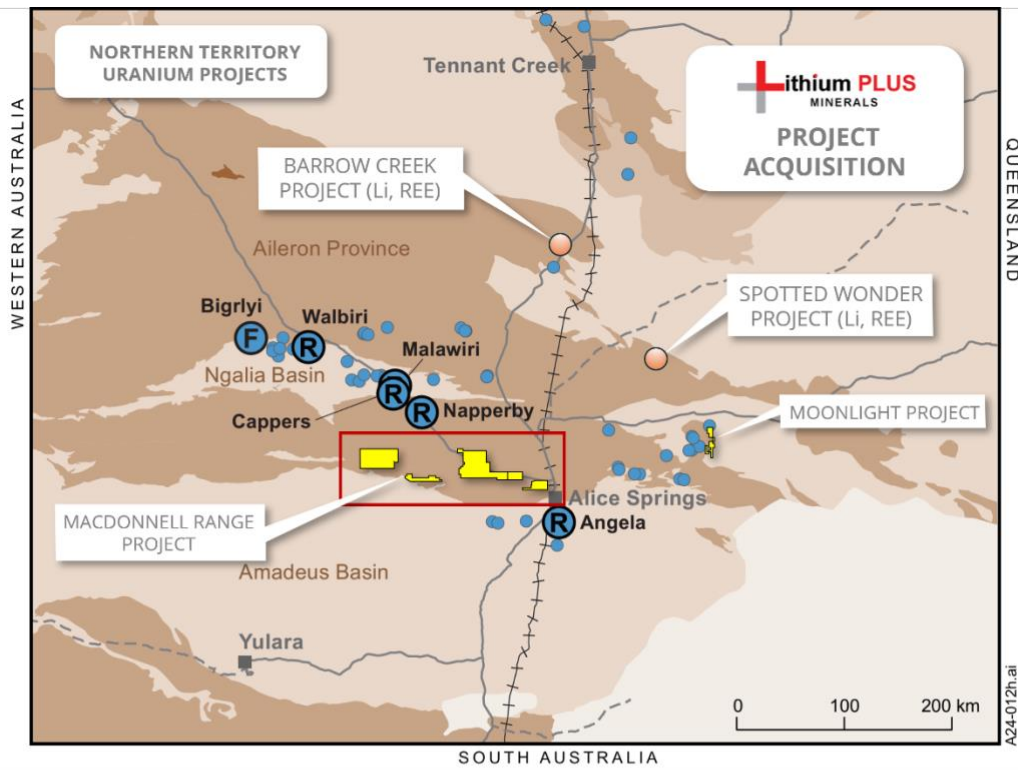 NORTHERN TERRITORY
URANIUM PROJECTS
Tennant Creek
Lithium PLUS
MINERALS
PROJECT
ACQUISITION
WESTERN AUSTRALIA
QUEENSLAND
BARROW CREEK
PROJECT (Li, REE)
Aileron Province
SPOTTED WONDER
PROJECT (Li, REE)
Bigrlyi
F
Walbiri
R
Malawiri
Ngalia Basin
Cappers
R
R
Napperby
MOONLIGHT PROJECT
Alice Springs
MACDONNELL RANGE
PROJECT
R
Angela
Amadeus Basin
Yulara
0 100 200 km
A24-012h.ai
SOUTH AUSTRALIA